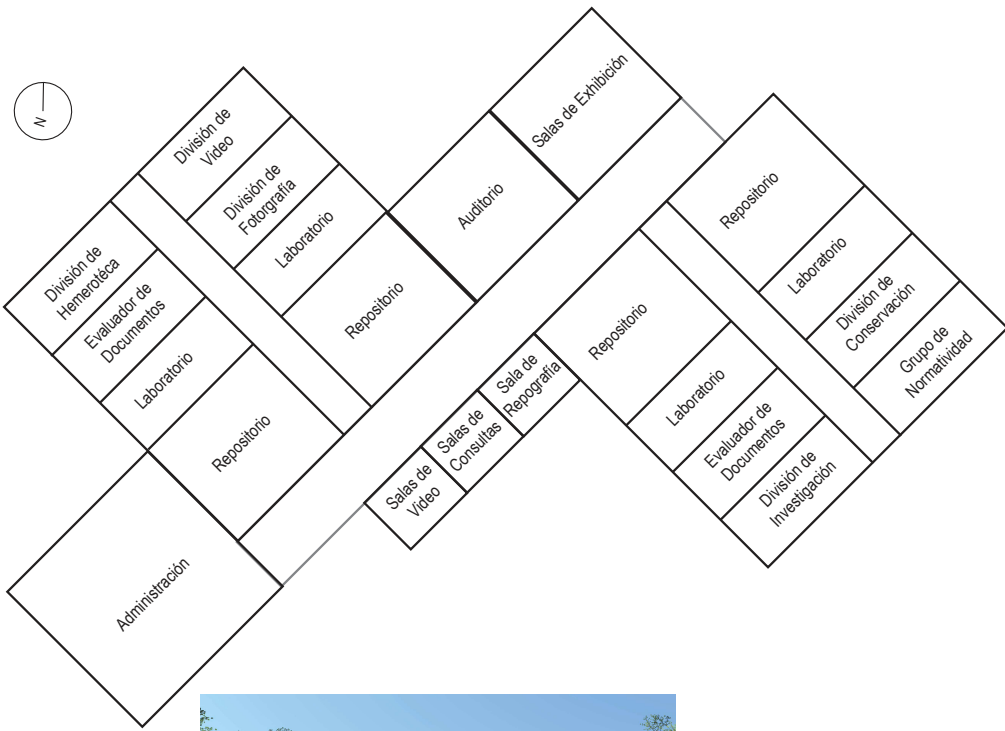 N
Salas de Exhibición
División de
Video
División de
Fotorgrafía
Laboratorio
Repositorio
Auditorio
División de
Hemerotéca
Evaluador de
Documentos
Laboratorio
Repositorio
Administración
Repositorio
Laboratorio
División de
Conservación
Grupo de
Normatividad
Repositorio
Laboratorio
Evaluador de
Documentos
División de
Investigación
Sala de
Repografía
Salas de
Consultas
Salas de
Video